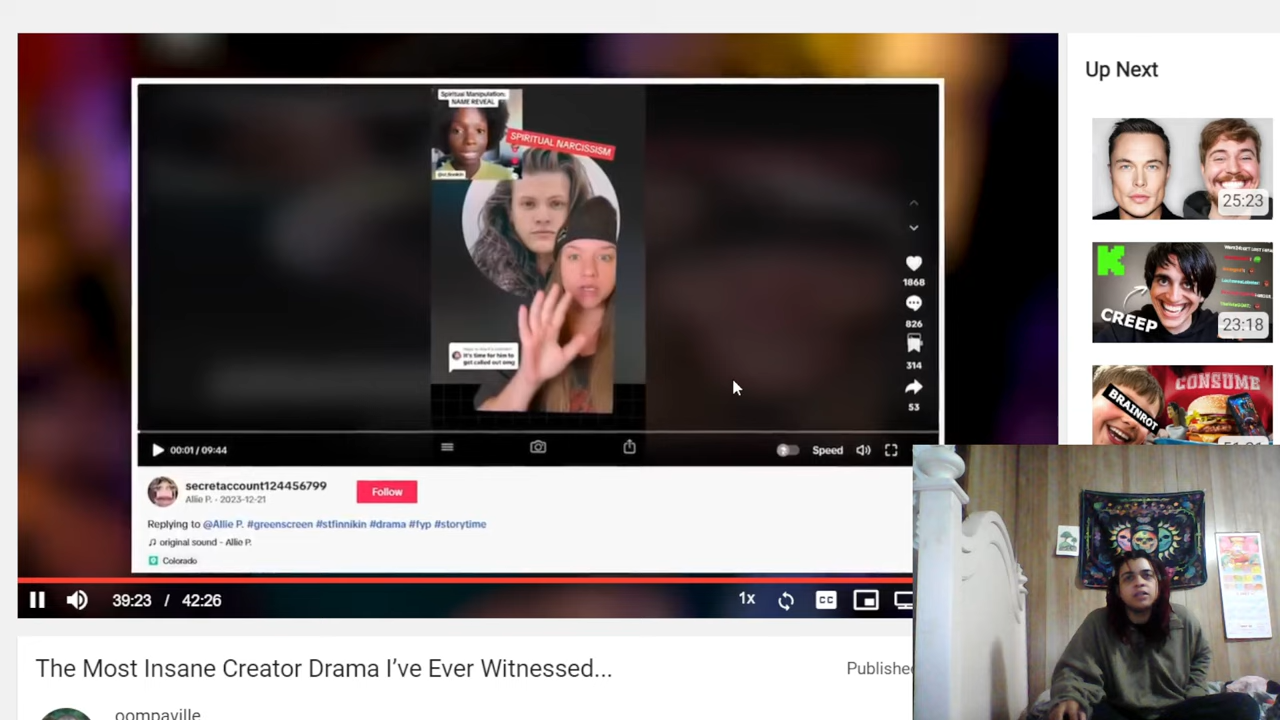 Up Next
Spiritual Manipulation:
NAME REVEAL
SPIRITUAL NARCISSISM
It's time for him to
get called out omg
1868
826
314
53
00:01 / 09:44
Speed
secretaccount124456799
Allie P. · 2023-12-21
Follow
Replying to @Allie P. #greenscreen #stfinnikin #drama #fyp #storytime
original sound - Allie P.
Colorado
25:23
K
CREEP
23:18
BRAINROT
CONSUME
39:23 / 42:26
1x
CC
The Most Insane Creator Drama I've Ever Witnessed...
Published
oompaville